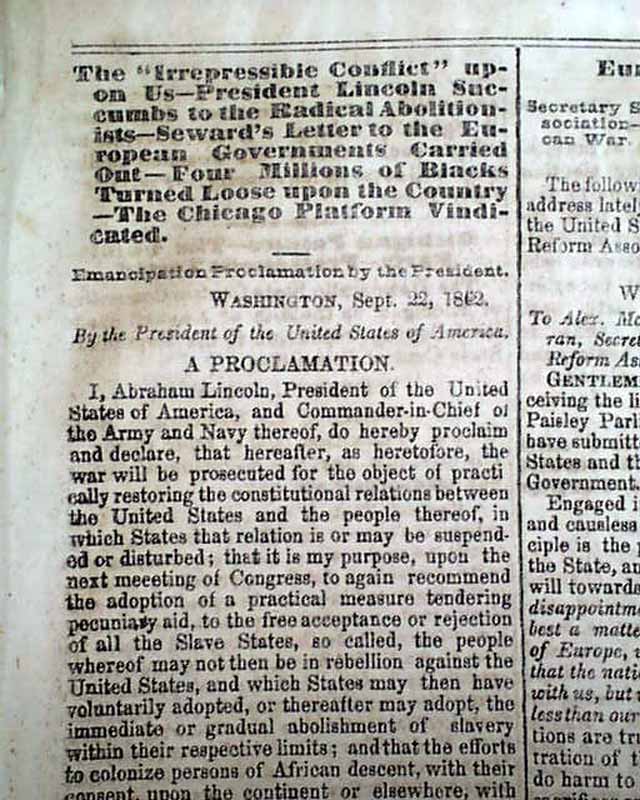 The "Irrepressible Conflict" up-
on Us—President Lincoln Suc-
cumbs to the Radical Abolition-
ists—Seward's Letter to the Eu-
ropean Governments Carried
Out—Four Millions of Blacks
Turned Loose upon the Country
—The Chicago Platform Vindi-
cated.
Emancipation Proclamation by the President.
WASHINGTON, Sept. 22, 1862.
By the President of the United States of America.
A PROCLAMATION.
I, Abraham Lincoln, President of the United
States of America, and Commander-in-Chief of
the Army and Navy thereof, do hereby proclaim
and declare, that hereafter, as heretofore, the
war will be prosecuted for the object of practi
cally restoring the constitutional relations between
the United States and the people thereof, in
which States that relation is or may be suspend-
ed or disturbed; that it is my purpose, upon the
next meeeting of Congress, to again recommend
the adoption of a practical measure tendering
pecuniary aid, to the free acceptance or rejection
of all the Slave States, so called, the people
whereof may not then be in rebellion against the
United States, and which States may then have
voluntarily adopted, or thereafter may adopt, the
immediate or gradual abolishment of slavery
within their respective limits; and that the efforts
to colonize persons of African descent, with their
consent, upon the continent or elsewhere, with
Secretary S
sociation—
can War.
The followi
address latel
the United S
Reform Asso
W
To Alex. Mc
ran, Secret
Reform Ass
GENTLEM
ceiving the li
Paisley Parl
have submitt
States and th
Government.
Engaged i
and causeless
ciple is the p
the State, an
will towards
disappointme
best a matte
of Europe,
that the nati
with us, but
less than our
tions are tru
tration of t
do harm to